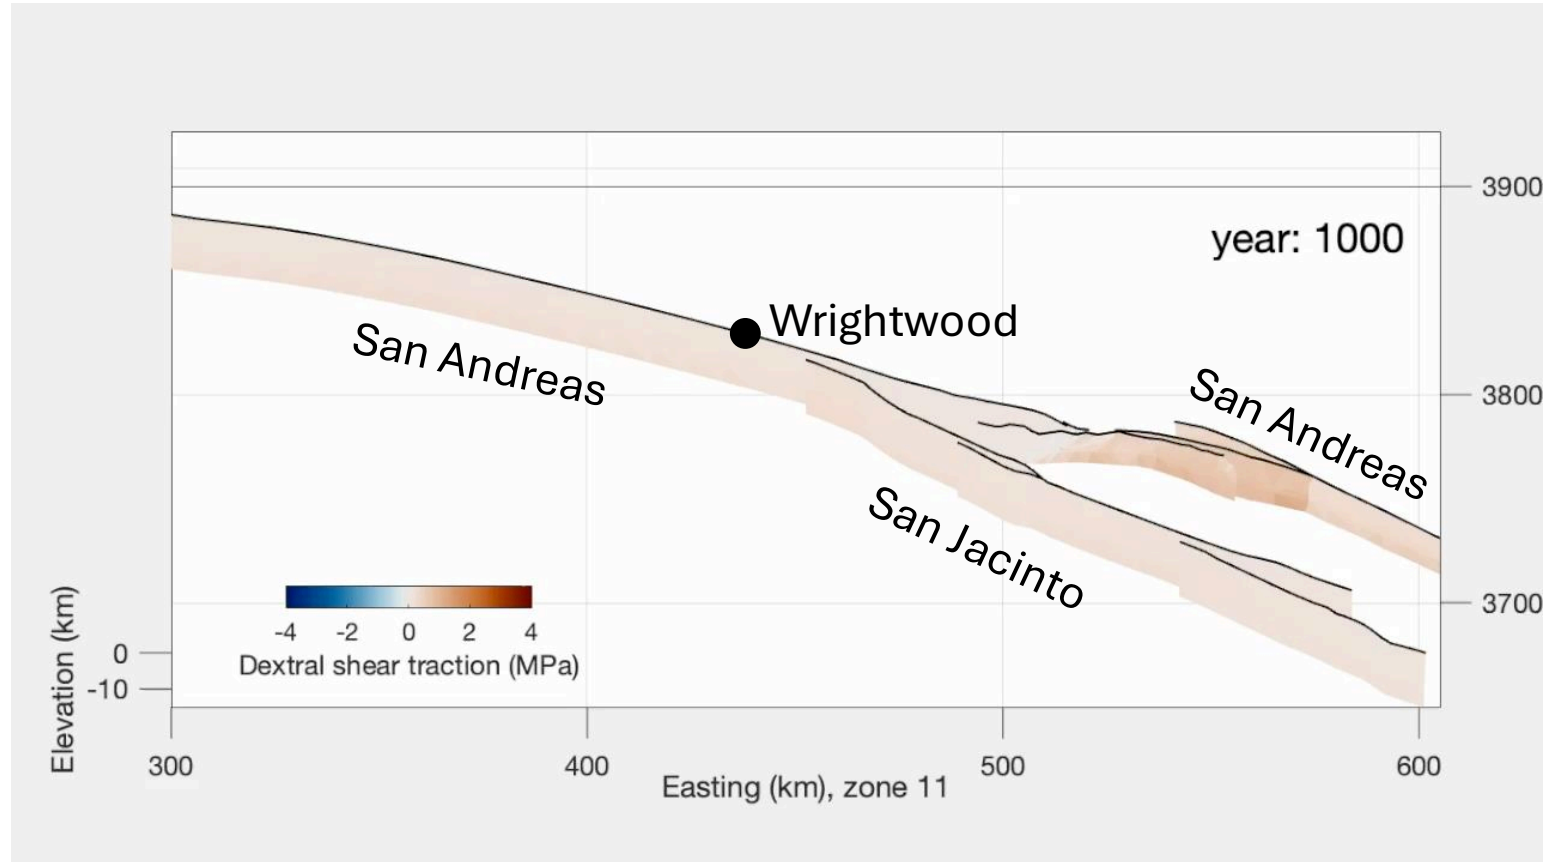 3900
year: 1000
Wrightwood
San Andreas
San Andreas
3800
San Jacinto
3700
-4 -2 0 2 4
Dextral shear traction (MPa)
Elevation (km)
0
-10
300 400 500 600
Easting (km), zone 11